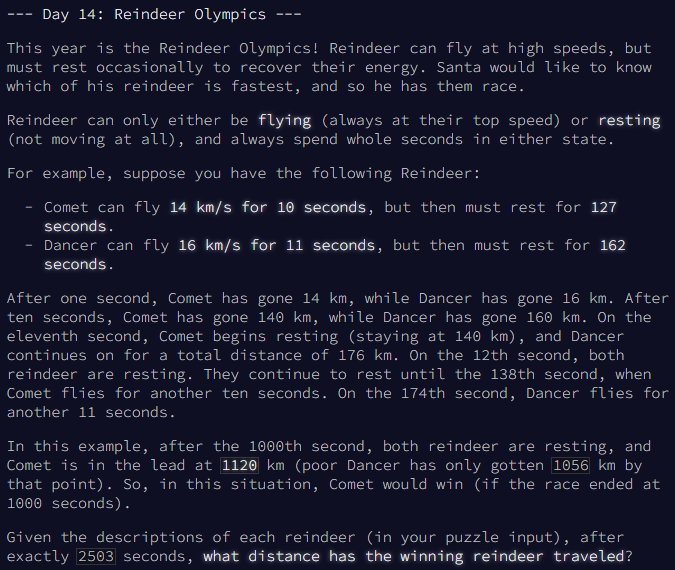 --- Day 14: Reindeer Olympics ---
This year is the Reindeer Olympics! Reindeer can fly at high speeds, but
must rest occasionally to recover their energy. Santa would like to know
which of his reindeer is fastest, and so he has them race.
Reindeer can only either be flying (always at their top speed) or resting
(not moving at all), and always spend whole seconds in either state.
For example, suppose you have the following Reindeer:
- Comet can fly 14 km/s for 10 seconds, but then must rest for 127
seconds.
- Dancer can fly 16 km/s for 11 seconds, but then must rest for 162
seconds.
After one second, Comet has gone 14 km, while Dancer has gone 16 km. After
ten seconds, Comet has gone 140 km, while Dancer has gone 160 km. On the
eleventh second, Comet begins resting (staying at 140 km), and Dancer
continues on for a total distance of 176 km. On the 12th second, both
reindeer are resting. They continue to rest until the 138th second, when
Comet flies for another ten seconds. On the 174th second, Dancer flies for
another 11 seconds.
In this example, after the 1000th second, both reindeer are resting, and
Comet is in the lead at 1120 km (poor Dancer has only gotten 1056 km by
that point). So, in this situation, Comet would win (if the race ended at
1000 seconds).
Given the descriptions of each reindeer (in your puzzle input), after
exactly 2503 seconds, what distance has the winning reindeer traveled?